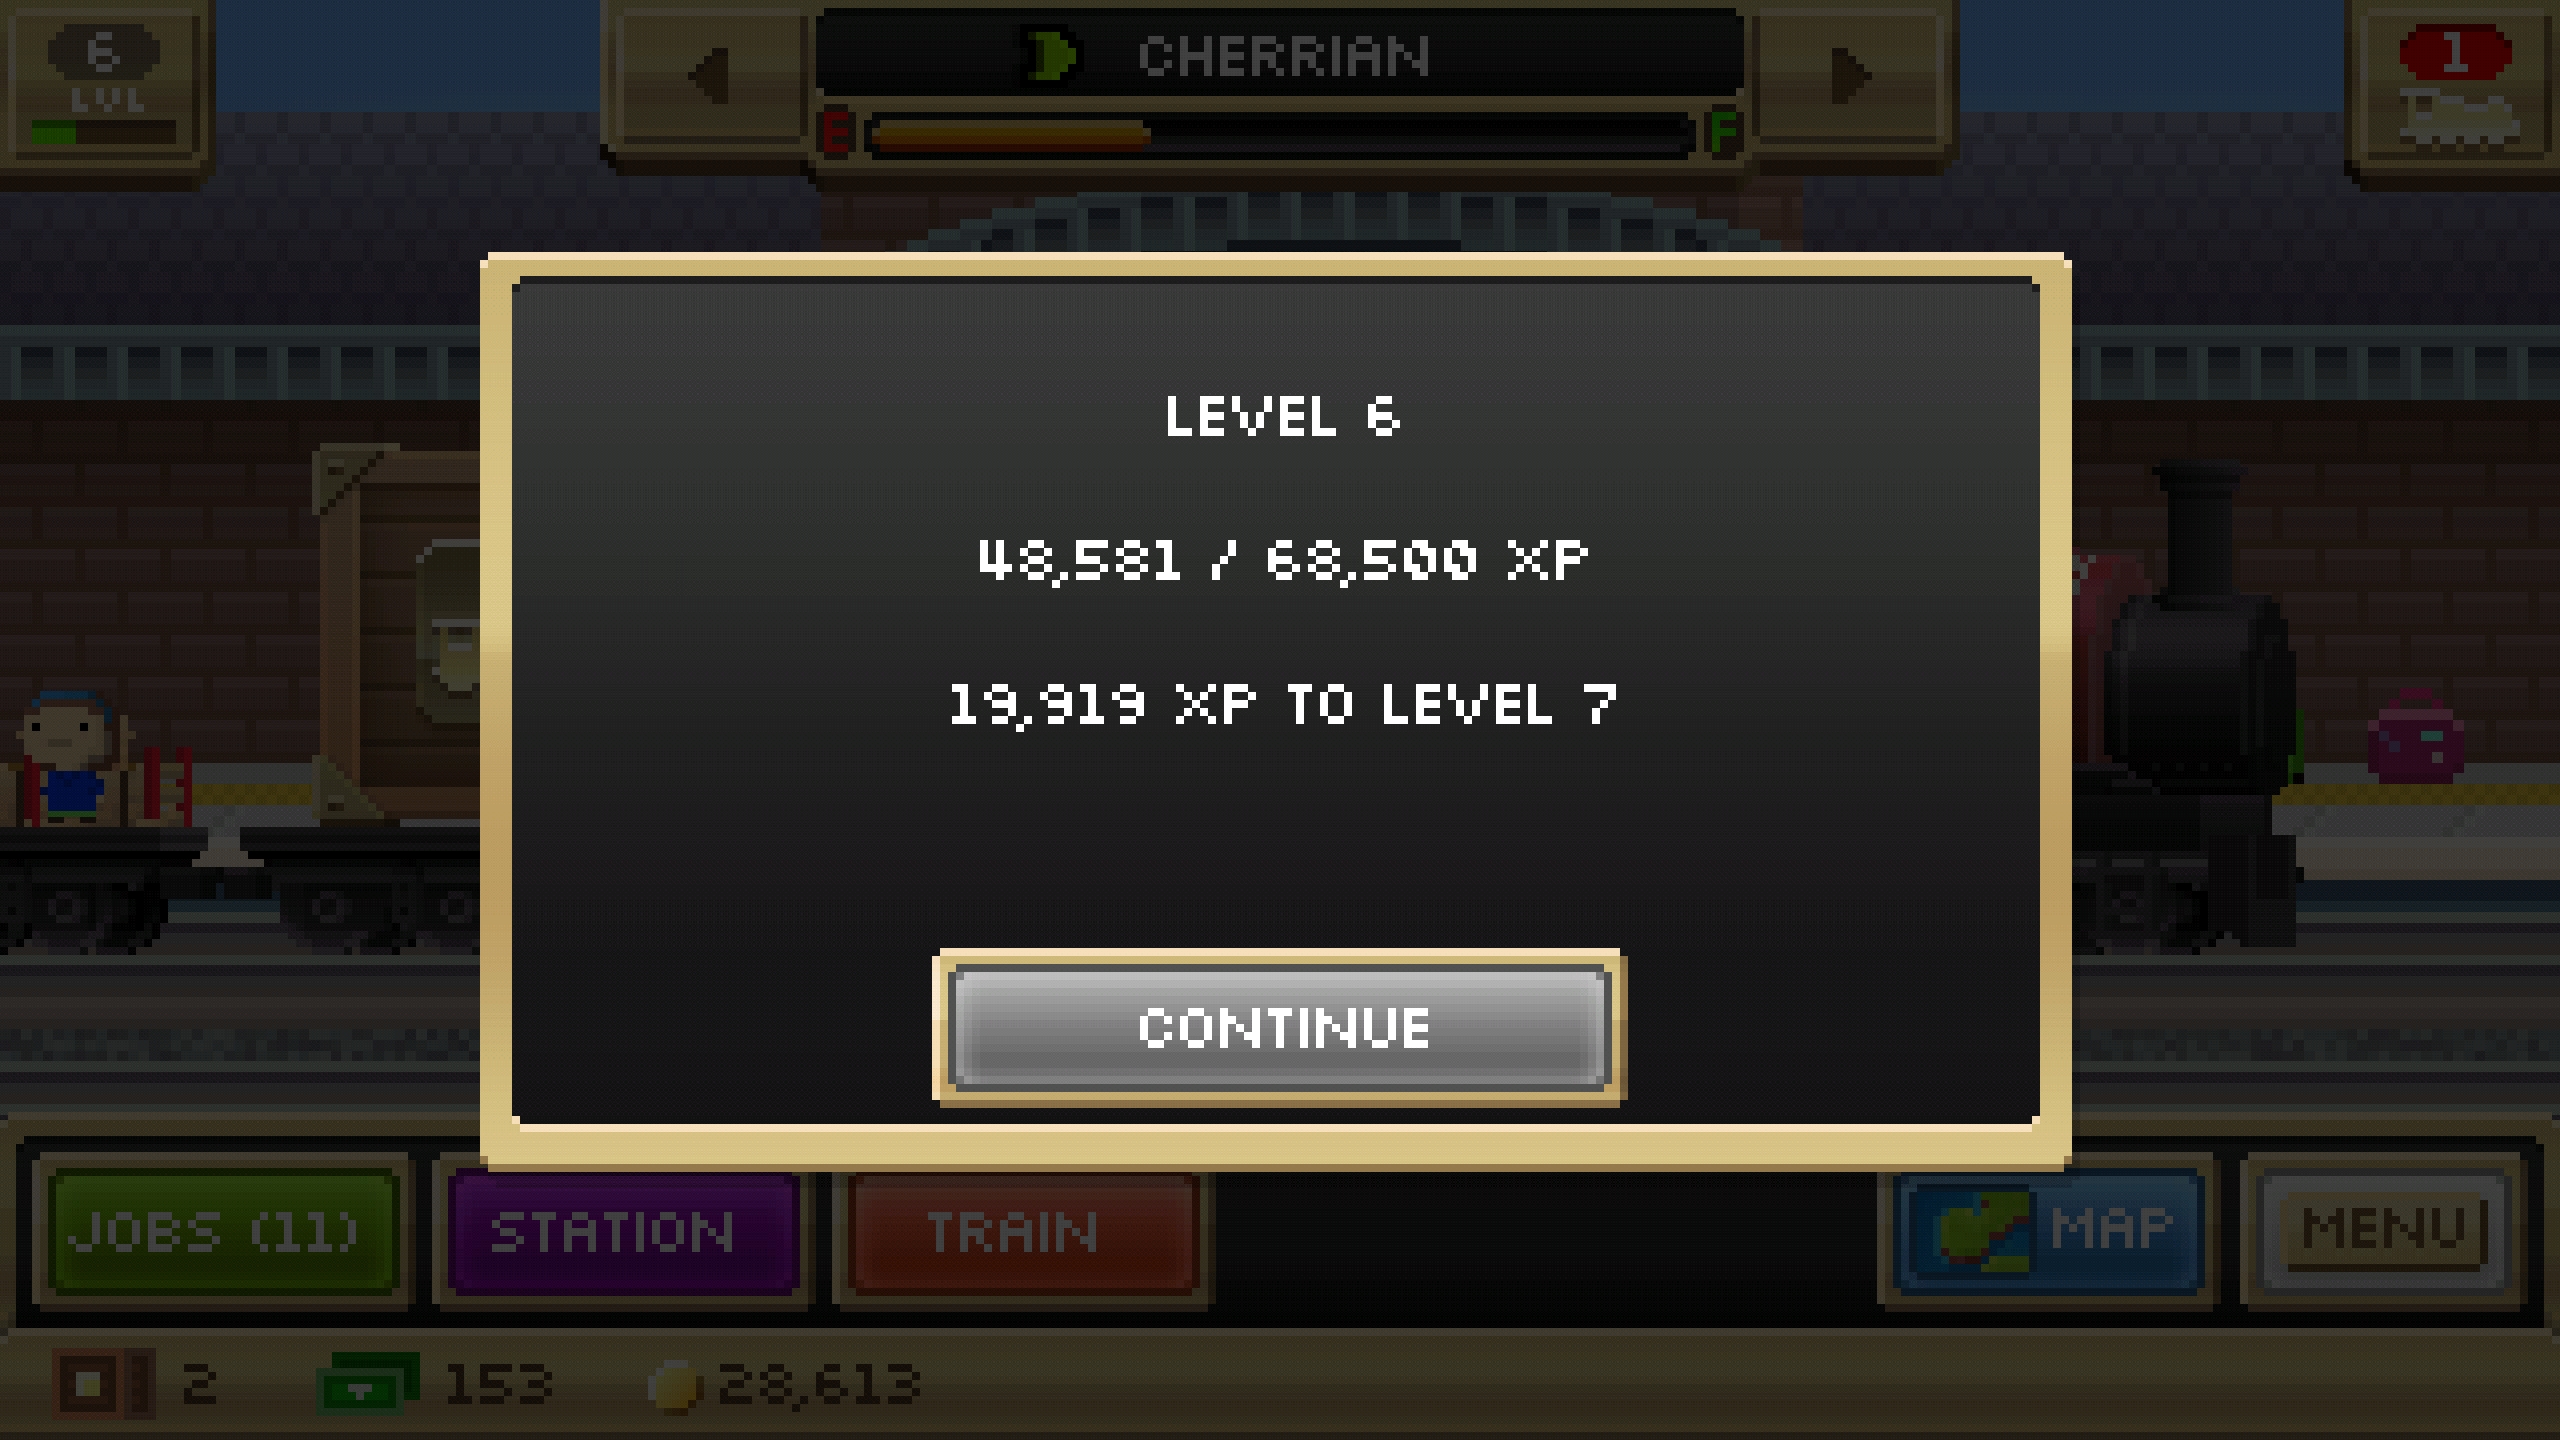 6
LVL
CHERRIAN
E
F
1
LEVEL 6
48,581 / 68,500 XP
19,919 XP TO LEVEL 7
CONTINUE
JOBS (11)
STATION
TRAIN
MAP
MENU
2
153
28,613